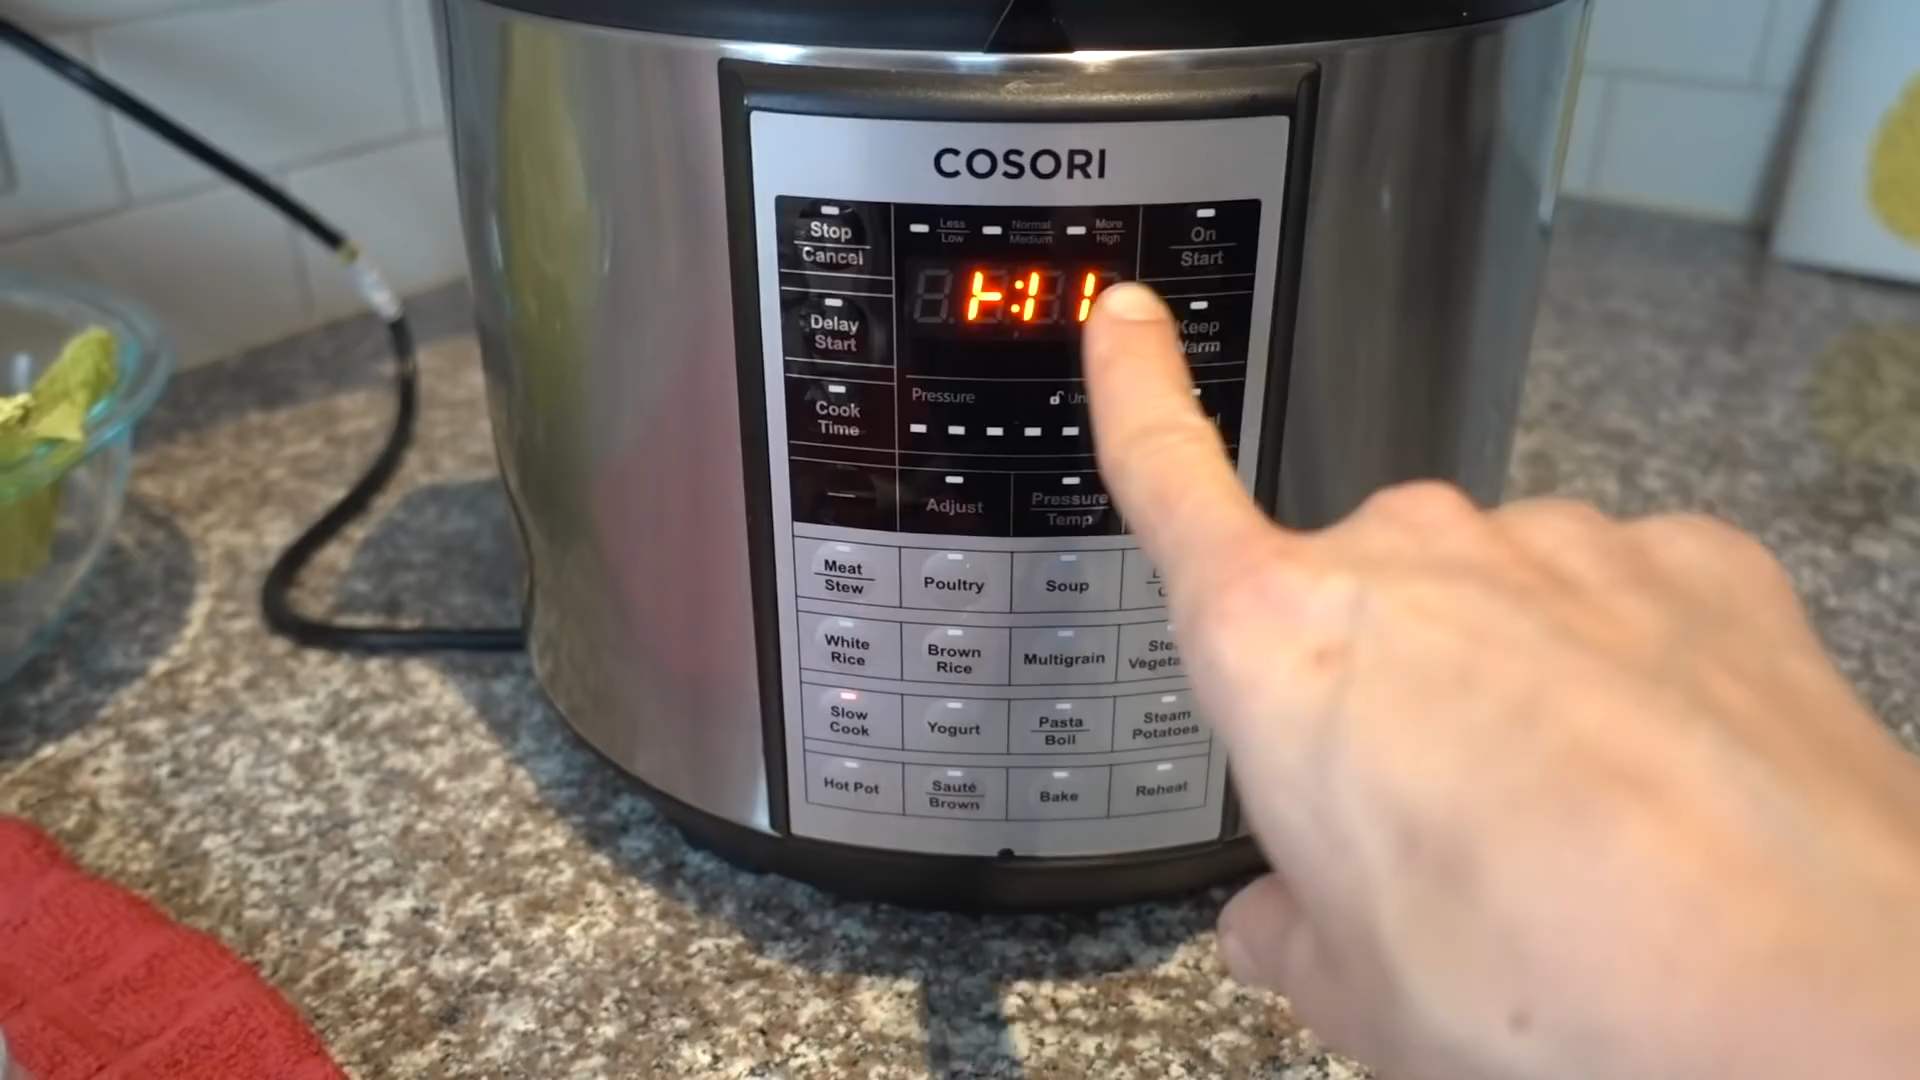 COSORI
Stop
Cancel
Less
Low
Normal
Medium
More
High
On
Start
Delay
Start
Keep
Warm
Cook
Time
Pressure
Adjust
Pressure
Temp
Meat
Stew
Poultry
Soup
White
Rice
Brown
Rice
Multigrain
Slow
Cook
Yogurt
Pasta
Boil
Steam
Potatoes
Hot Pot
Sauté
Brown
Bake
Reheat